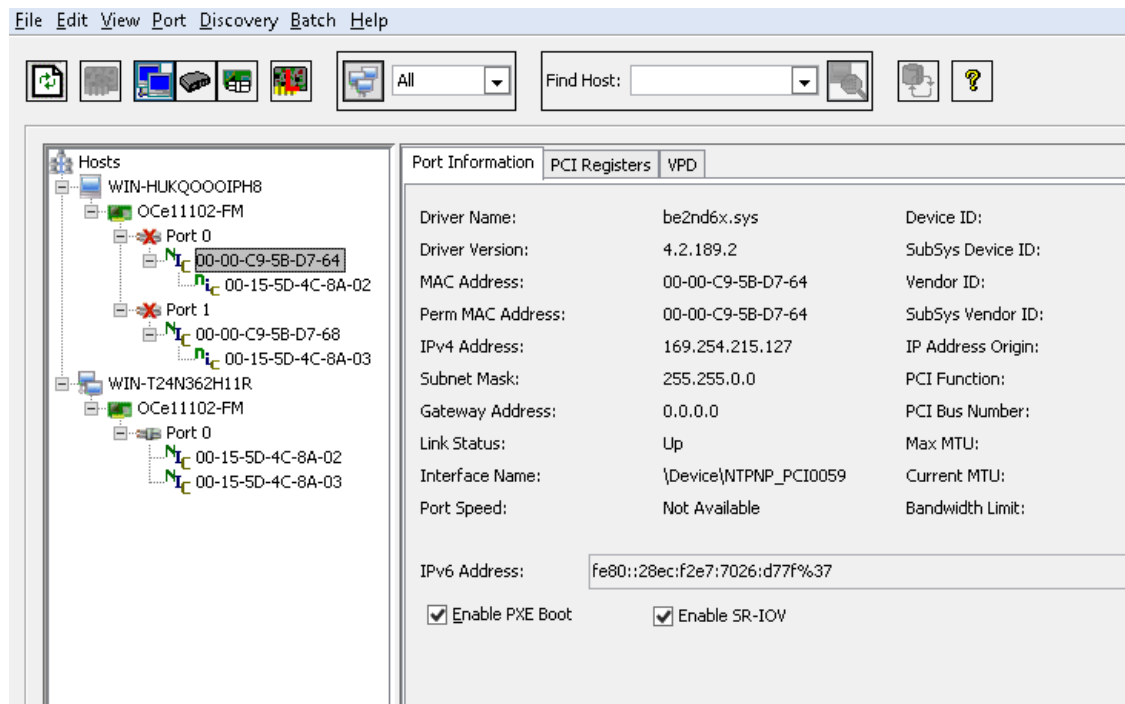 File Edit View Port Discovery Batch Help
All Find Host:
Hosts
WIN-HUKQOOOIPH8
OCe11102-FM
Port 0
NIC 00-00-C9-5B-D7-64
nic 00-15-5D-4C-8A-02
Port 1
NIC 00-00-C9-5B-D7-68
nic 00-15-5D-4C-8A-03
WIN-T24N362H11R
OCe11102-FM
Port 0
NIC 00-15-5D-4C-8A-02
NIC 00-15-5D-4C-8A-03
Port Information PCI Registers VPD
Driver Name: be2nd6x.sys Device ID:
Driver Version: 4.2.189.2 SubSys Device ID:
MAC Address: 00-00-C9-5B-D7-64 Vendor ID:
Perm MAC Address: 00-00-C9-5B-D7-64 SubSys Vendor ID:
IPv4 Address: 169.254.215.127 IP Address Origin:
Subnet Mask: 255.255.0.0 PCI Function:
Gateway Address: 0.0.0.0 PCI Bus Number:
Link Status: Up Max MTU:
Interface Name: \Device\NTPNP_PCI0059 Current MTU:
Port Speed: Not Available Bandwidth Limit:
IPv6 Address: fe80::28ec:f2e7:7026:d77f%37
Enable PXE Boot Enable SR-IOV